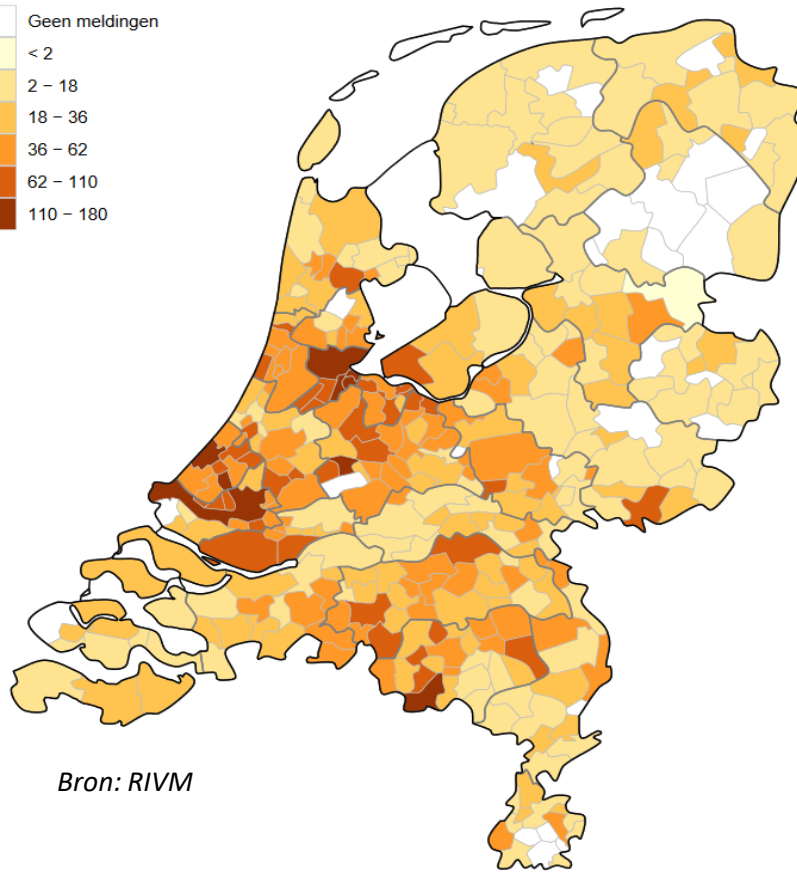 Geen meldingen
< 2
2 − 18
18 − 36
36 − 62
62 − 110
110 − 180
Bron: RIVM